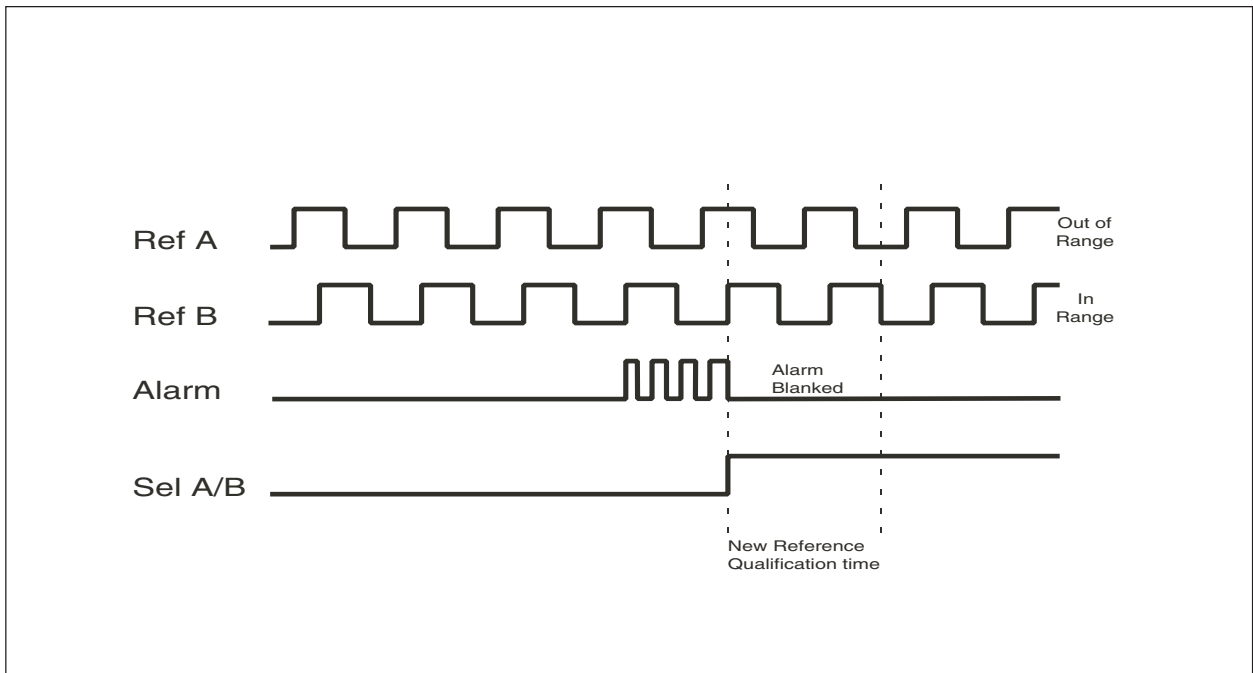 Ref A
Out of
Range
Ref B
In
Range
Alarm
Alarm
Blanked
Sel A/B
New Reference
Qualification time